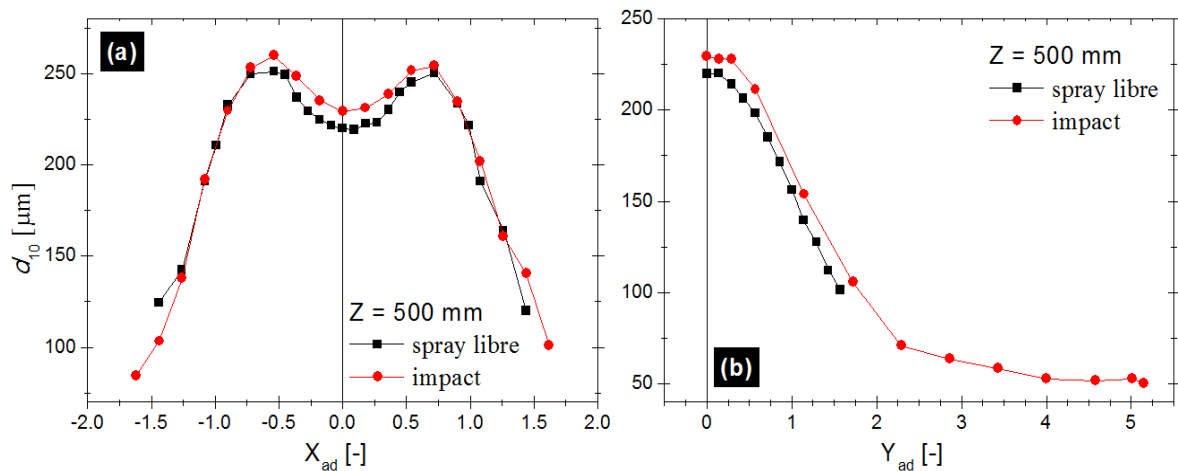 (a)
250
200
150
100
d10 [µm]
-2.0 -1.5 -1.0 -0.5 0.0 0.5 1.0 1.5 2.0
Xad [-]
Z = 500 mm
spray libre
impact
250
200
150
100
50
Z = 500 mm
spray libre
impact
(b)
0 1 2 3 4 5
Yad [-]